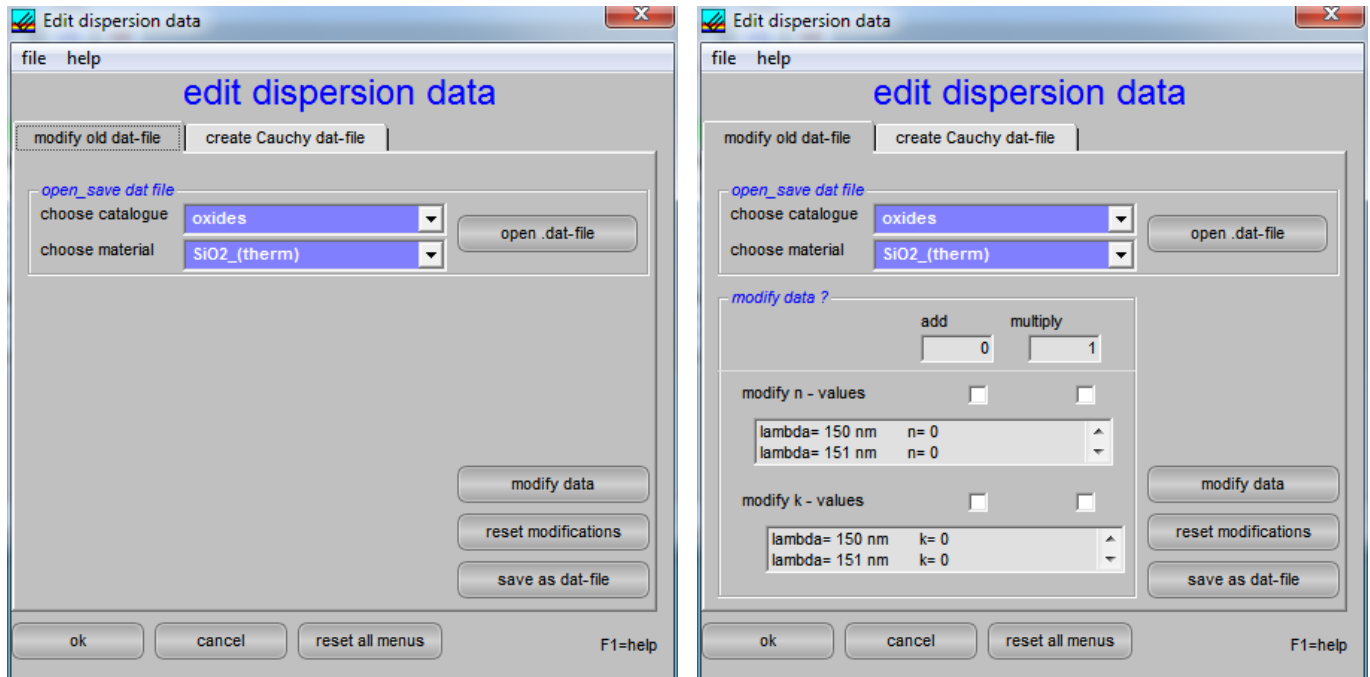 Edit dispersion data
file help
edit dispersion data
modify old dat-file create Cauchy dat-file
open_save dat file
choose catalogue oxides
open .dat-file
choose material SiO2_(therm)
modify data
reset modifications
save as dat-file
ok cancel reset all menus F1=help
Edit dispersion data
file help
edit dispersion data
modify old dat-file create Cauchy dat-file
open_save dat file
choose catalogue oxides
open .dat-file
choose material SiO2_(therm)
modify data ?
add multiply
0 1
modify n - values
lambda= 150 nm n= 0
lambda= 151 nm n= 0
modify k - values
lambda= 150 nm k= 0
lambda= 151 nm k= 0
modify data
reset modifications
save as dat-file
ok cancel reset all menus F1=help